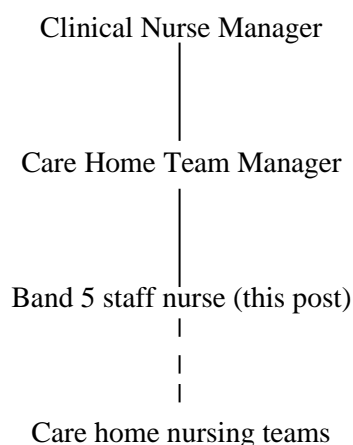 Clinical Nurse Manager
Care Home Team Manager
Band 5 staff nurse (this post)
Care home nursing teams